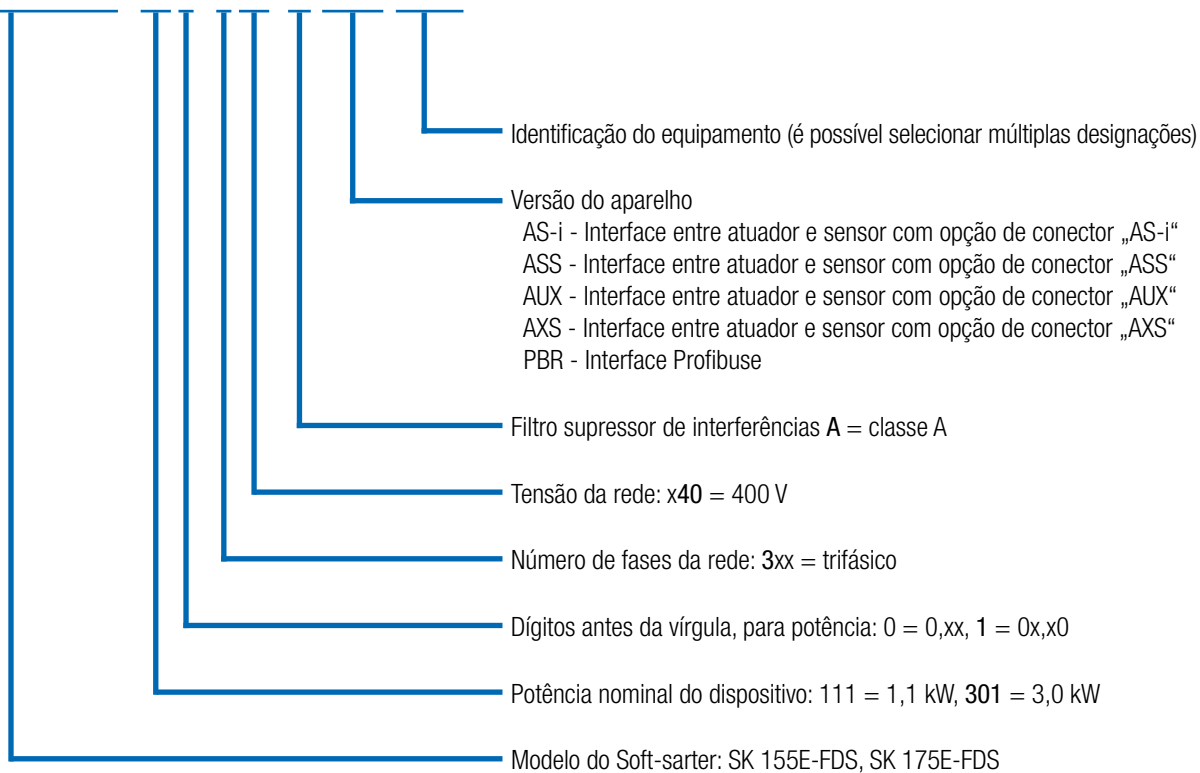 Identificação do equipamento (é possível selecionar múltiplas designações)
Versão do aparelho
AS-i - Interface entre atuador e sensor com opção de conector „AS-i“
ASS - Interface entre atuador e sensor com opção de conector „ASS“
AUX - Interface entre atuador e sensor com opção de conector „AUX“
AXS - Interface entre atuador e sensor com opção de conector „AXS“
PBR - Interface Profibuse
Filtro supressor de interferências A = classe A
Tensão da rede: x40 = 400 V
Número de fases da rede: 3xx = trifásico
Dígitos antes da vírgula, para potência: 0 = 0,xx, 1 = 0x,x0
Potência nominal do dispositivo: 111 = 1,1 kW, 301 = 3,0 kW
Modelo do Soft-sarter: SK 155E-FDS, SK 175E-FDS